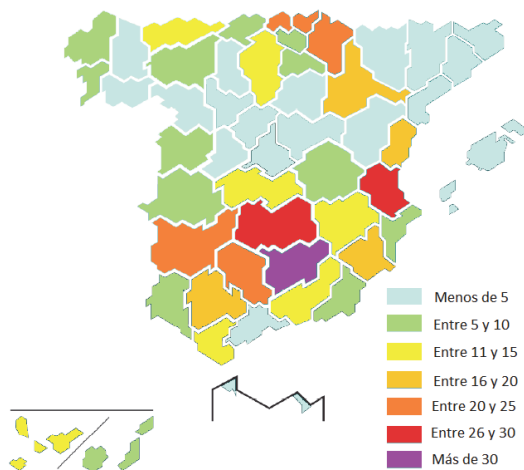 Menos de 5
Entre 5 y 10
Entre 11 y 15
Entre 16 y 20
Entre 20 y 25
Entre 26 y 30
Más de 30